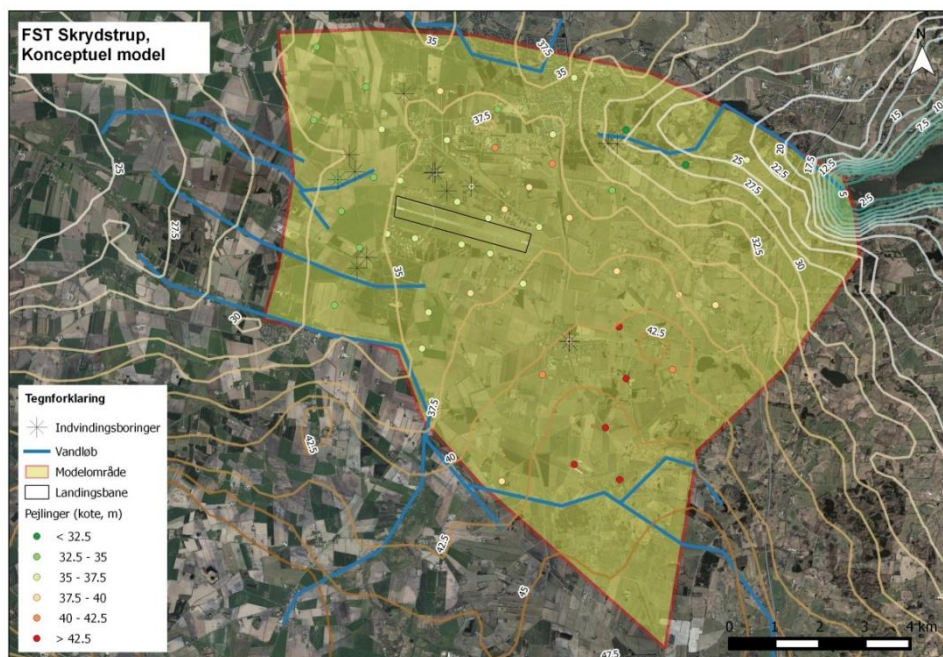 FST Skrydstrup,
Konceptuel model
N
35
37.5
35
37.5
15
10
7.5
20
17.5
12.5
25
22.5
5
2.5
27.5
25
27.5
32.5
30
35
30
42.5
37.5
42.5
40
42.5
45
47.5
Tegnforklaring
Indvindingsboringer
Vandløb
Modelområde
Landingsbane
Pejlinger (kote, m)
< 32.5
32.5 - 35
35 - 37.5
37.5 - 40
40 - 42.5
> 42.5
0 1 2 3 4 km